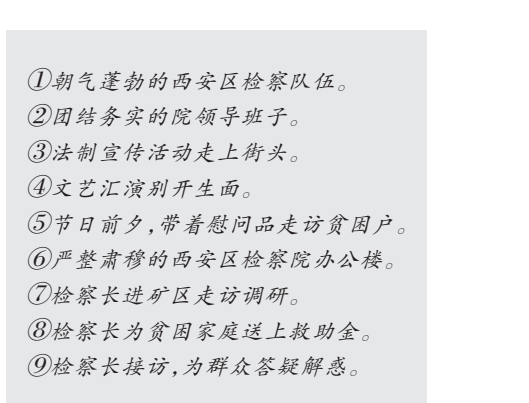 ①朝气蓬勃的西安区检察队伍。
②团结务实的院领导班子。
③法制宣传活动走上街头。
④文艺汇演别开生面。
⑤节日前夕,带着慰问品走访贫困户。
⑥严整肃穆的西安区检察院办公楼。
⑦检察长进矿区走访调研。
⑧检察长为贫困家庭送上救助金。
⑨检察长接访,为群众答疑解惑。